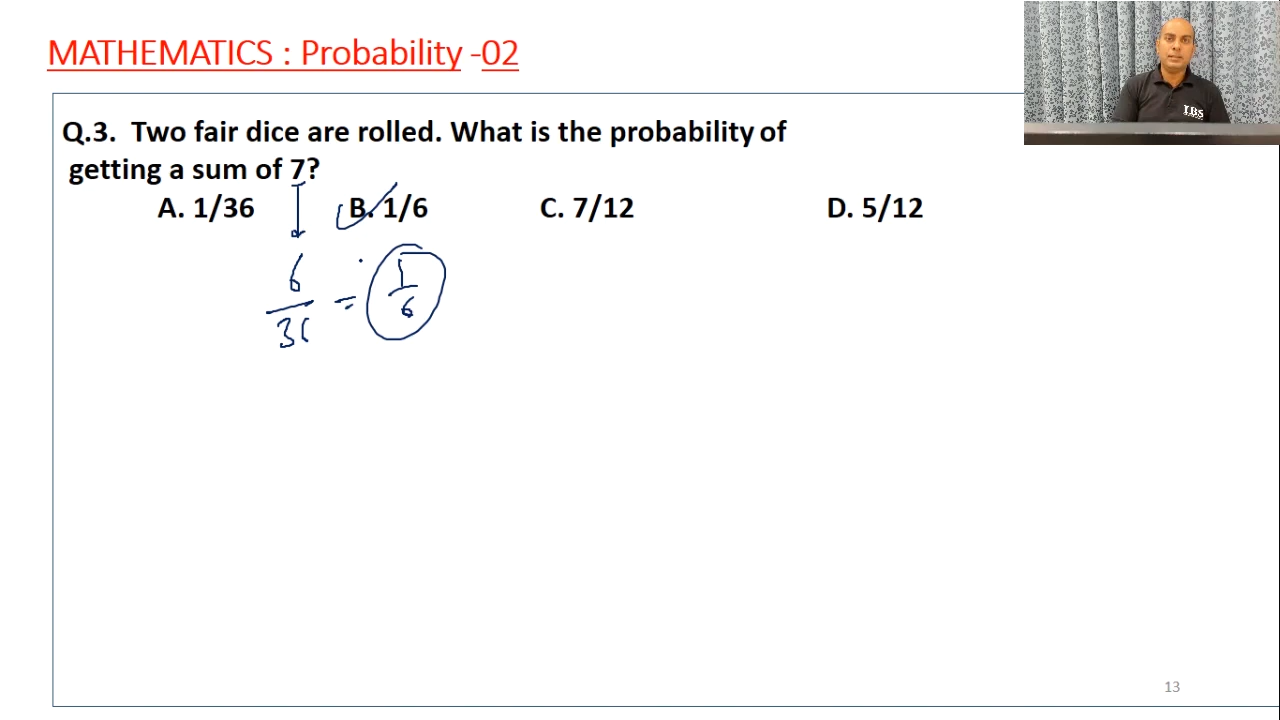 MATHEMATICS : Probability -02
Q.3. Two fair dice are rolled. What is the probability of
getting a sum of 7?
A. 1/36 B. 1/6 C. 7/12 D. 5/12
6/36 = 1/6
IBS
13